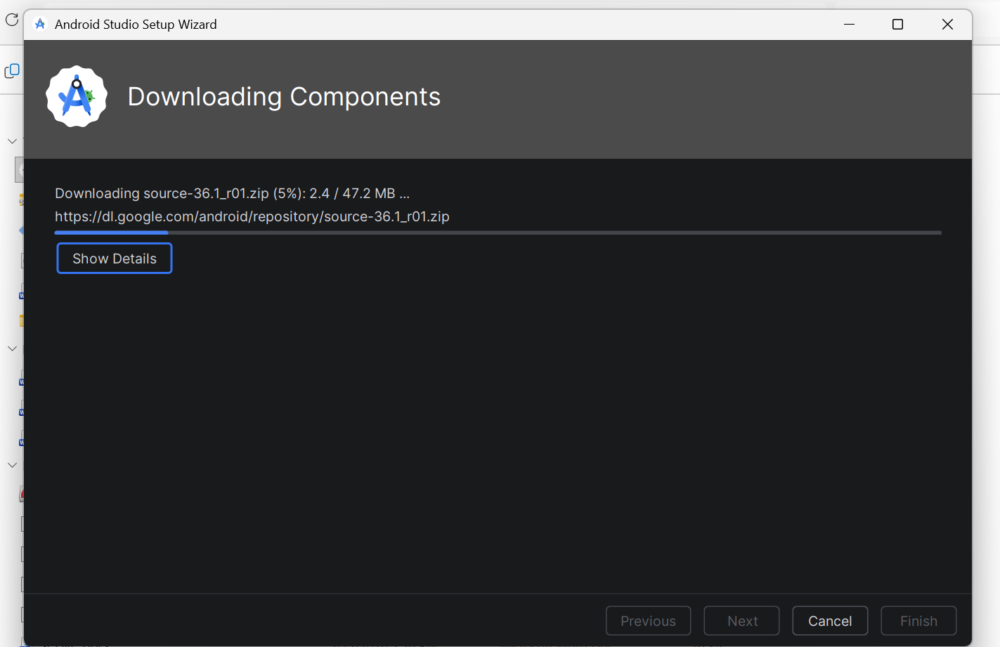 Android Studio Setup Wizard
Downloading Components
Downloading source-36.1_r01.zip (5%): 2.4 / 47.2 MB ...
https://dl.google.com/android/repository/source-36.1_r01.zip
Show Details
Previous
Next
Cancel
Finish